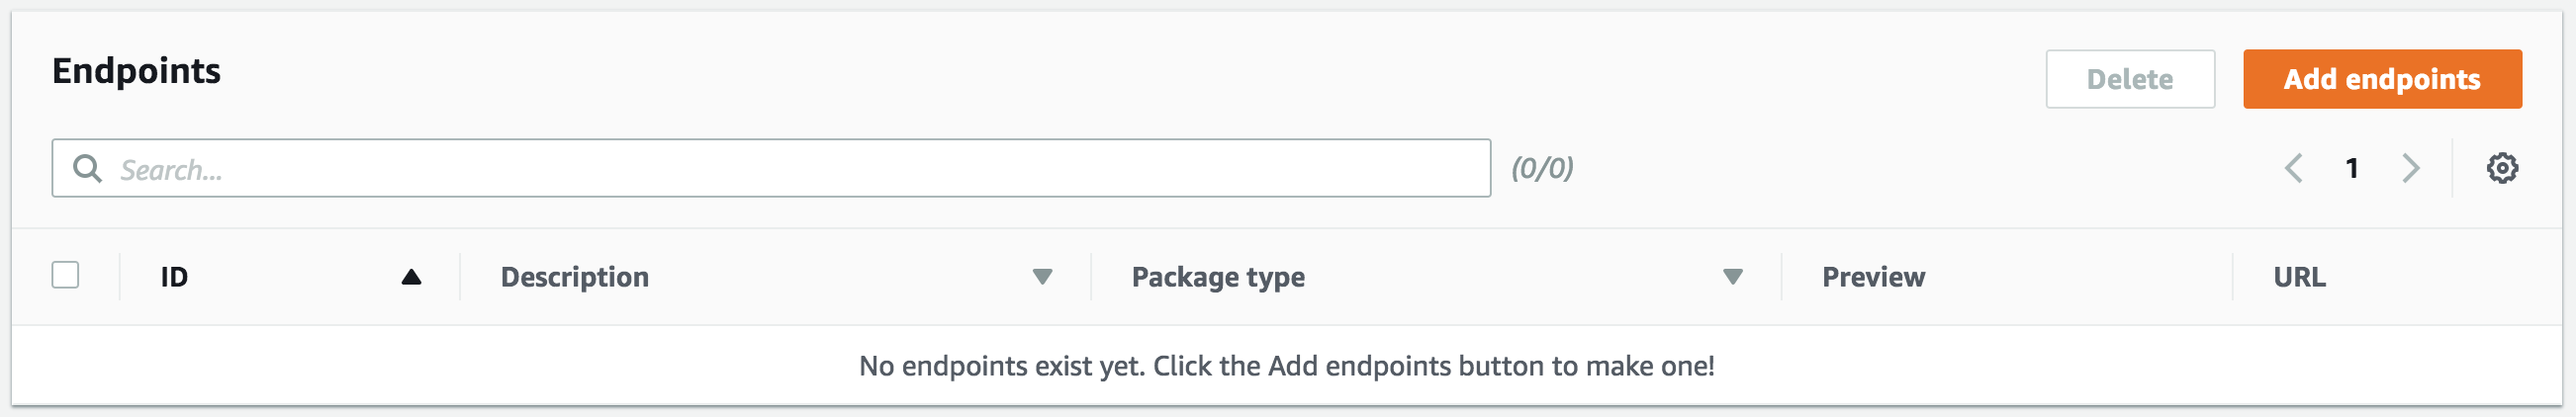 Endpoints
Delete
Add endpoints
Search...
(0/0)
1
ID
Description
Package type
Preview
URL
No endpoints exist yet. Click the Add endpoints button to make one!